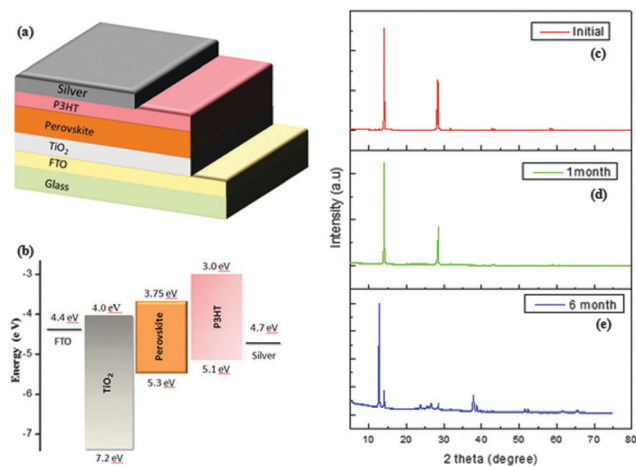 (a)
Silver
P3HT
Perovskite
TiO2
FTO
Glass
(b)
Energy (e V)
-3
-4
-5
-6
-7
4.4 eV
FTO
4.0 eV
TiO2
7.2 eV
3.75 eV
Perovskite
5.3 eV
3.0 eV
P3HT
5.1 eV
4.7 eV
Silver
Initial
(c)
1month
(d)
6 month
(e)
Intensity (a.u)
10 20 30 40 50 60 70 80
2 theta (degree)